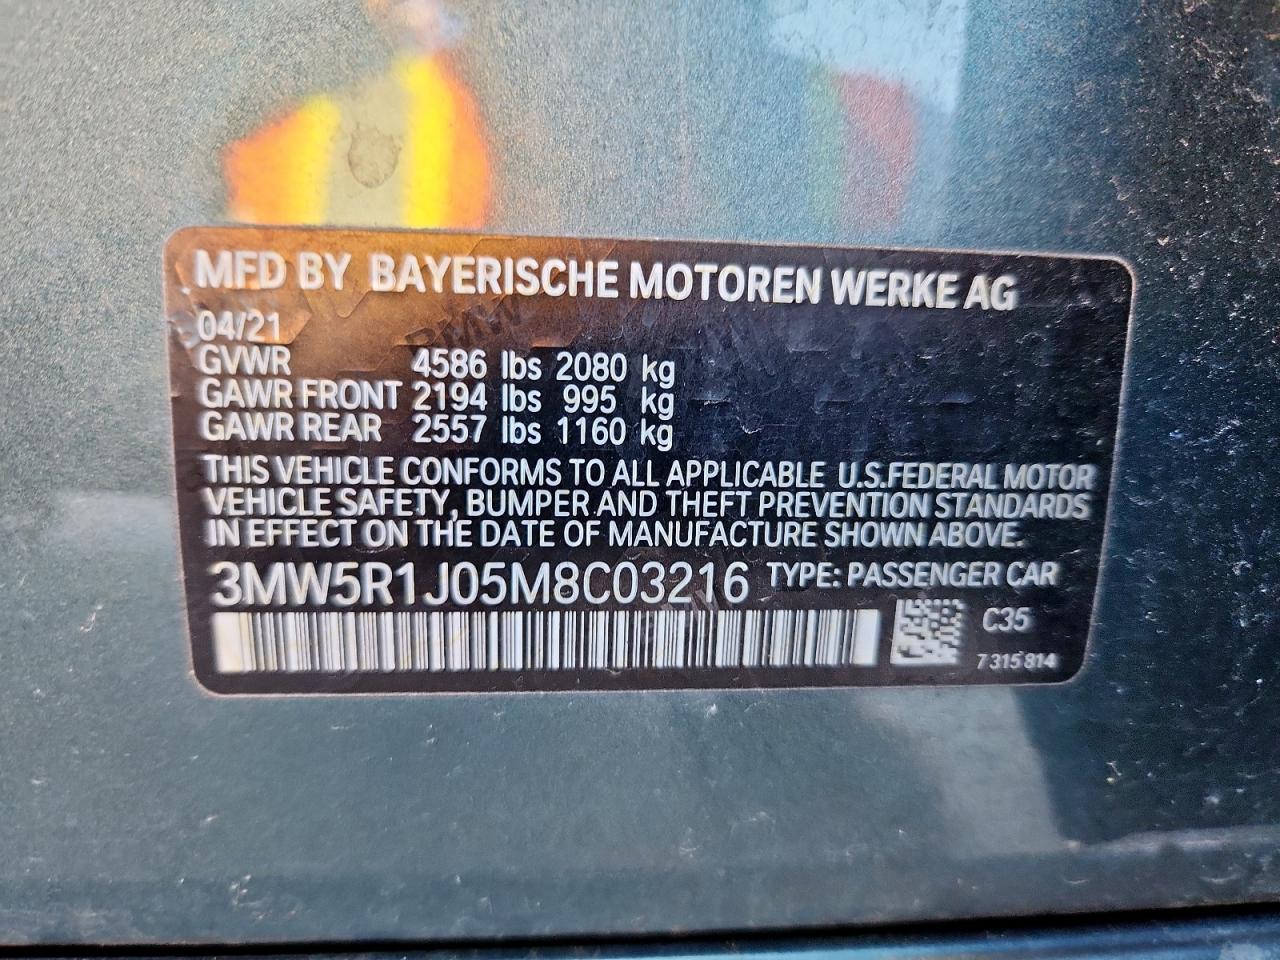 MFD BY BAYERISCHE MOTOREN WERKE AG
04/21
GVWR 4586 lbs 2080 kg
GAWR FRONT 2194 lbs 995 kg
GAWR REAR 2557 lbs 1160 kg
THIS VEHICLE CONFORMS TO ALL APPLICABLE U.S.FEDERAL MOTOR
VEHICLE SAFETY, BUMPER AND THEFT PREVENTION STANDARDS
IN EFFECT ON THE DATE OF MANUFACTURE SHOWN ABOVE.
3MW5R1J05M8C03216 TYPE: PASSENGER CAR
C35
7 315 814